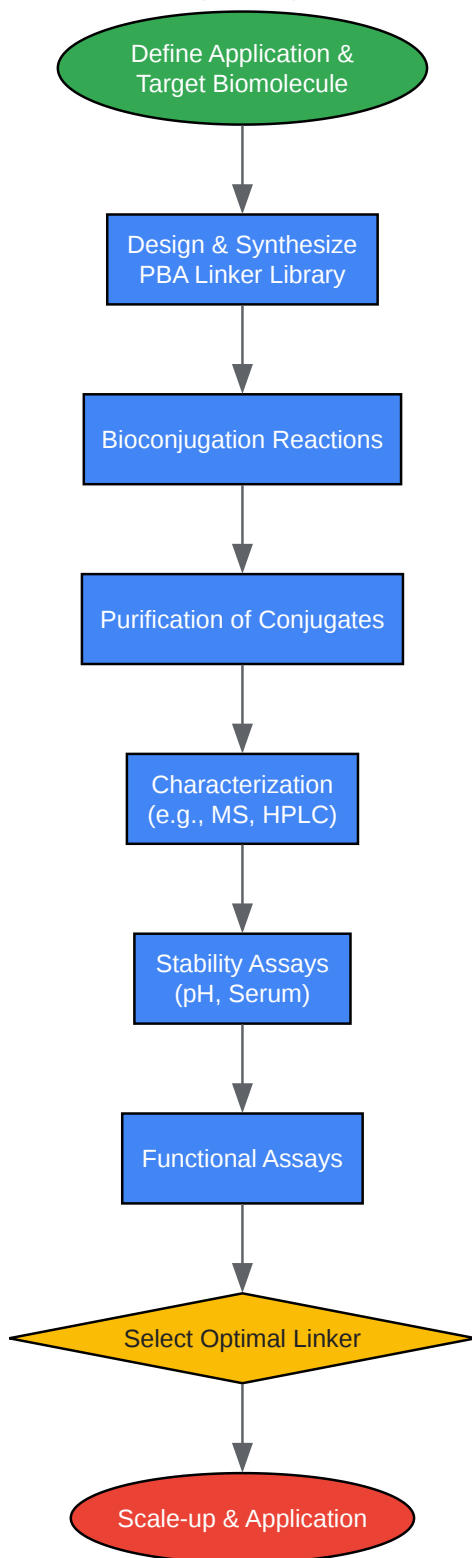 Define Application &
Target Biomolecule
Design & Synthesize
PBA Linker Library
Bioconjugation Reactions
Purification of Conjugates
Characterization
(e.g., MS, HPLC)
Stability Assays
(pH, Serum)
Functional Assays
Select Optimal Linker
Scale-up & Application